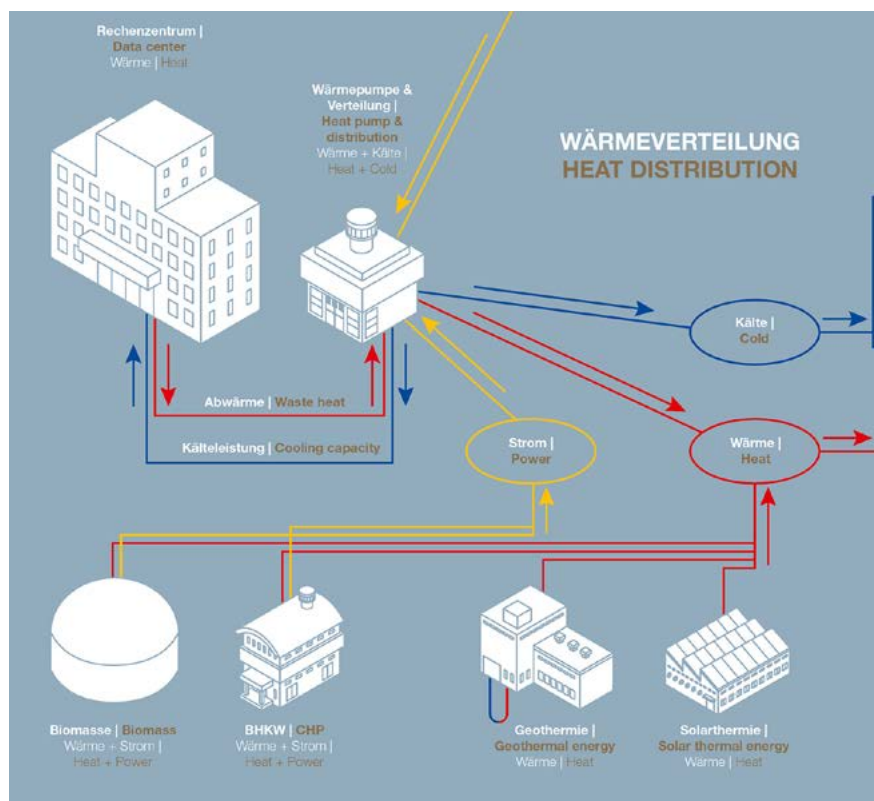 Rechenzentrum |
Data center
Wärme | Heat
Wärmepumpe &
Verteilung |
Heat pump &
distribution
Wärme + Kälte |
Heat + Cold
WÄRMEVERTEILUNG
HEAT DISTRIBUTION
Kälte |
Cold
Abwärme | Waste heat
Kälteleistung | Cooling capacity
Strom |
Power
Wärme |
Heat
Biomasse | Biomass
Wärme + Strom |
Heat + Power
BHKW | CHP
Wärme + Strom |
Heat + Power
Geothermie |
Geothermal energy
Wärme | Heat
Solarthermie |
Solar thermal energy
Wärme | Heat